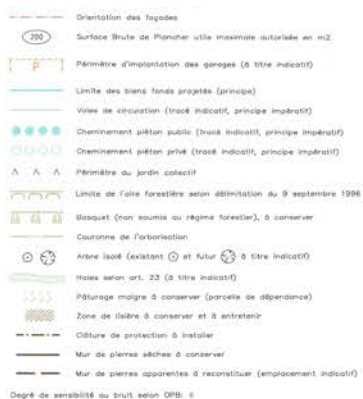 Orientation des façades
200 Surface Brute de Plancher utile maximale autorisée en m2
P Périmètre d'implantation des garages (à titre indicatif)
Limite des biens fonds projetés (principe)
Voies de circulation (tracé indicatif, principe impératif)
Cheminement piéton public (tracé indicatif, principe impératif)
Cheminement piéton privé (tracé indicatif, principe impératif)
Périmètre du jardin collectif
Limite de l'aire forestière selon délimitation du 9 septembre 1996
Bosquet (non soumis au régime forestier), à conserver
Couronne de l'arborisation
Arbre isolé (existant et futur à titre indicatif)
Haies selon art. 23 (à titre indicatif)
Pâturage maigre à conserver (parcelle de dépendance)
Zone de lisière à conserver et à entretenir
Clôture de protection à installer
Mur de pierres sèches à conserver
Mur de pierres apparentes à reconstituer (emplacement indicatif)
Degré de sensibilité au bruit selon OPB: II